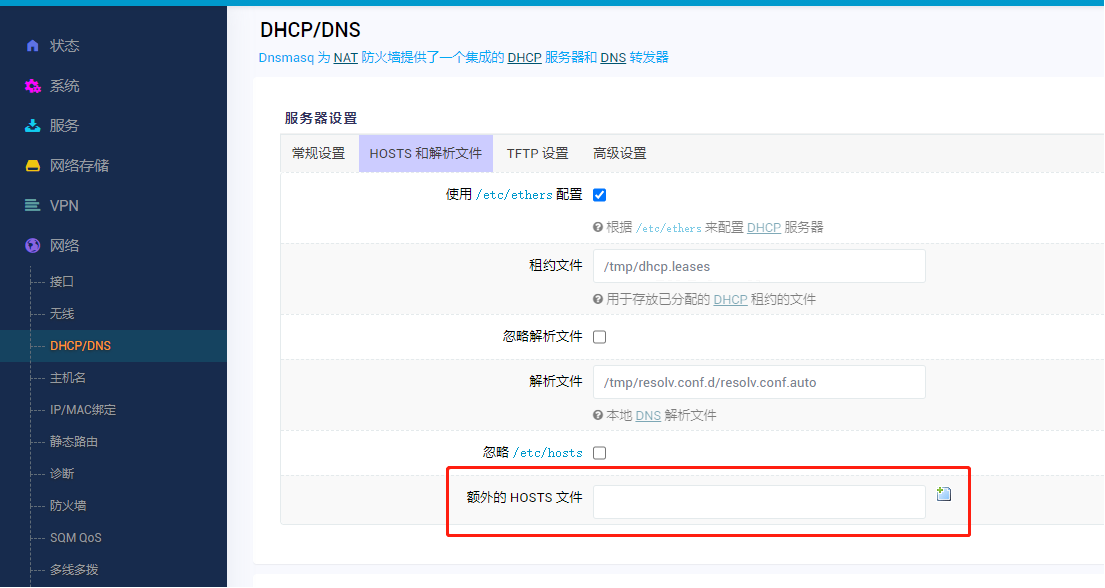 DHCP/DNS
Dnsmasq 为 NAT 防火墙提供了一个集成的 DHCP 服务器和 DNS 转发器
状态
系统
服务
网络存储
VPN
网络
接口
无线
DHCP/DNS
主机名
IP/MAC绑定
静态路由
诊断
防火墙
SQM QoS
多线多拨
服务器设置
常规设置 HOSTS 和解析文件 TFTP 设置 高级设置
使用 /etc/ethers 配置
根据 /etc/ethers 来配置 DHCP 服务器
租约文件 /tmp/dhcp.leases
用于存放已分配的 DHCP 租约的文件
忽略解析文件
解析文件 /tmp/resolv.conf.d/resolv.conf.auto
本地 DNS 解析文件
忽略 /etc/hosts
额外的 HOSTS 文件